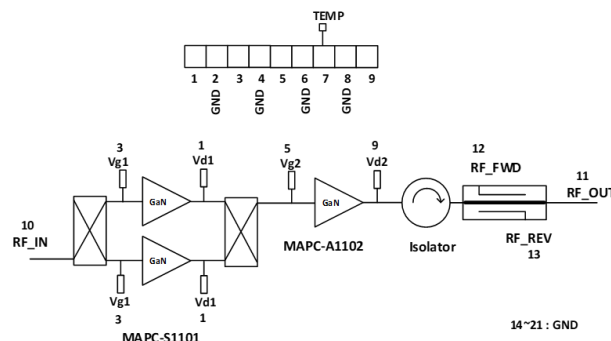 TEMP
1 2 3 4 5 6 7 8 9
GND GND GND GND
3 1 5 9 12
Vg1 Vd1 Vg2 Vd2 RF_FWD
11
RF_OUT
GaN
GaN
10
RF_IN
MAPC-A1102
Isolator
RF_REV
13
GaN
Vg1 Vd1
3 1
MAPC-S1101
14~21 : GND